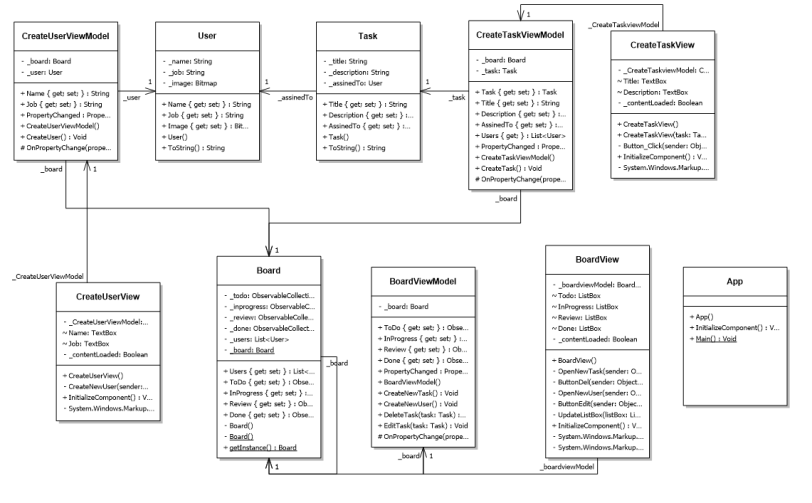 CreateUserViewModel
- _board: Board
- _user: User
+ Name { get; set; } : String
+ Job { get; set; } : String
+ PropertyChanged : Prope...
+ CreateUserViewModel()
+ CreateUser() : Void
# OnPropertyChange(prope...
User
- _name: String
- _job: String
- _image: Bitmap
+ Name { get; set; } : String
+ Job { get; set; } : String
+ Image { get; set; } : Bit...
+ User()
+ ToString() : String
Task
- _title: String
- _description: String
- _assinedTo: User
+ Title { get; set; } : String
+ Description { get; set; } :...
+ AssinedTo { get; set; } :...
+ Task()
+ ToString() : String
CreateTaskViewModel
- _board: Board
- _task: Task
+ Task { get; set; } : Task
+ Title { get; set; } : String
+ Description { get; set; } :...
+ AssinedTo { get; set; } :...
+ Users { get; } : List<User>
+ PropertyChanged : Prope...
+ CreateTaskViewModel()
+ CreateTask() : Void
# OnPropertyChange(prope...
CreateTaskView
- _CreateTaskviewModel: C...
~ Title: TextBox
~ Description: TextBox
- _contentLoaded: Boolean
+ CreateTaskView()
+ CreateTaskView(task: Ta...
- Button_Click(sender: Obj...
+ InitializeComponent() : V...
- System.Windows.Markup...
1
_CreateTaskviewModel
1
_user
1
_assinedTo
1
_task
_board
1
_board
_CreateUserViewModel
1
CreateUserView
- _CreateUserViewModel:...
~ Name: TextBox
~ Job: TextBox
- _contentLoaded: Boolean
+ CreateUserView()
- CreateNewUser(sender:...
+ InitializeComponent() : V...
- System.Windows.Markup...
Board
- _todo: ObservableCollecti...
- _inprogress: ObservableC...
- _review: ObservableColle...
- _done: ObservableCollect...
- _users: List<User>
- _board: Board
+ Users { get; set; } : List<...
+ ToDo { get; set; } : Obse...
+ InProgress { get; set; } :...
+ Review { get; set; } : Ob...
+ Done { get; set; } : Obse...
- Board()
- Board()
+ getInstance() : Board
_board
1
BoardViewModel
- _board: Board
+ ToDo { get; set; } : Obse...
+ InProgress { get; set; } :...
+ Review { get; set; } : Ob...
+ Done { get; set; } : Obse...
+ PropertyChanged : Prope...
+ BoardViewModel()
+ CreateNewTask() : Void
+ CreateNewUser() : Void
+ DeleteTask(task: Task) :...
+ EditTask(task: Task) : Void
# OnPropertyChange(prope...
_board
1
BoardView
- _boardviewModel: Board...
~ Todo: ListBox
~ InProgress: ListBox
~ Review: ListBox
~ Done: ListBox
- _contentLoaded: Boolean
+ BoardView()
- OpenNewTask(sender: O...
- ButtonDel(sender: Object...
- OpenNewUser(sender: O...
- ButtonEdit(sender: Objec...
- UpdateListBox(listBox: Li...
+ InitializeComponent() : V...
- System.Windows.Markup...
- System.Windows.Markup...
_boardviewModel
App
+ App()
+ InitializeComponent() : V...
+ Main() : Void